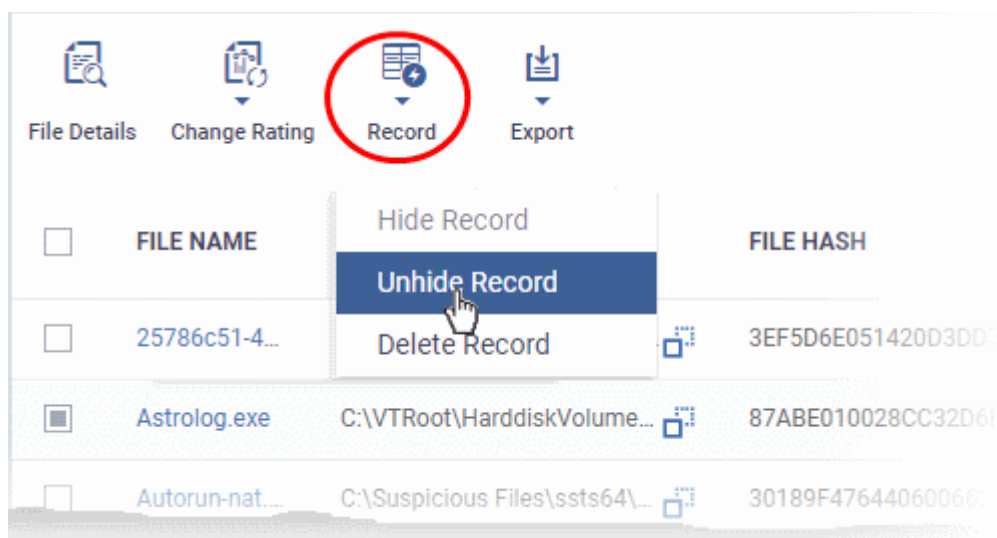 File Details Change Rating Record Export
Hide Record
FILE NAME FILE HASH
Unhide Record
25786c51-4... Delete Record 3EF5D6E051420D3DD
Astrolog.exe C:\VTRoot\HarddiskVolume... 87ABE010028CC32D6
Autorun-nat.... C:\Suspicious Files\ssts64\... 30189F4764406006